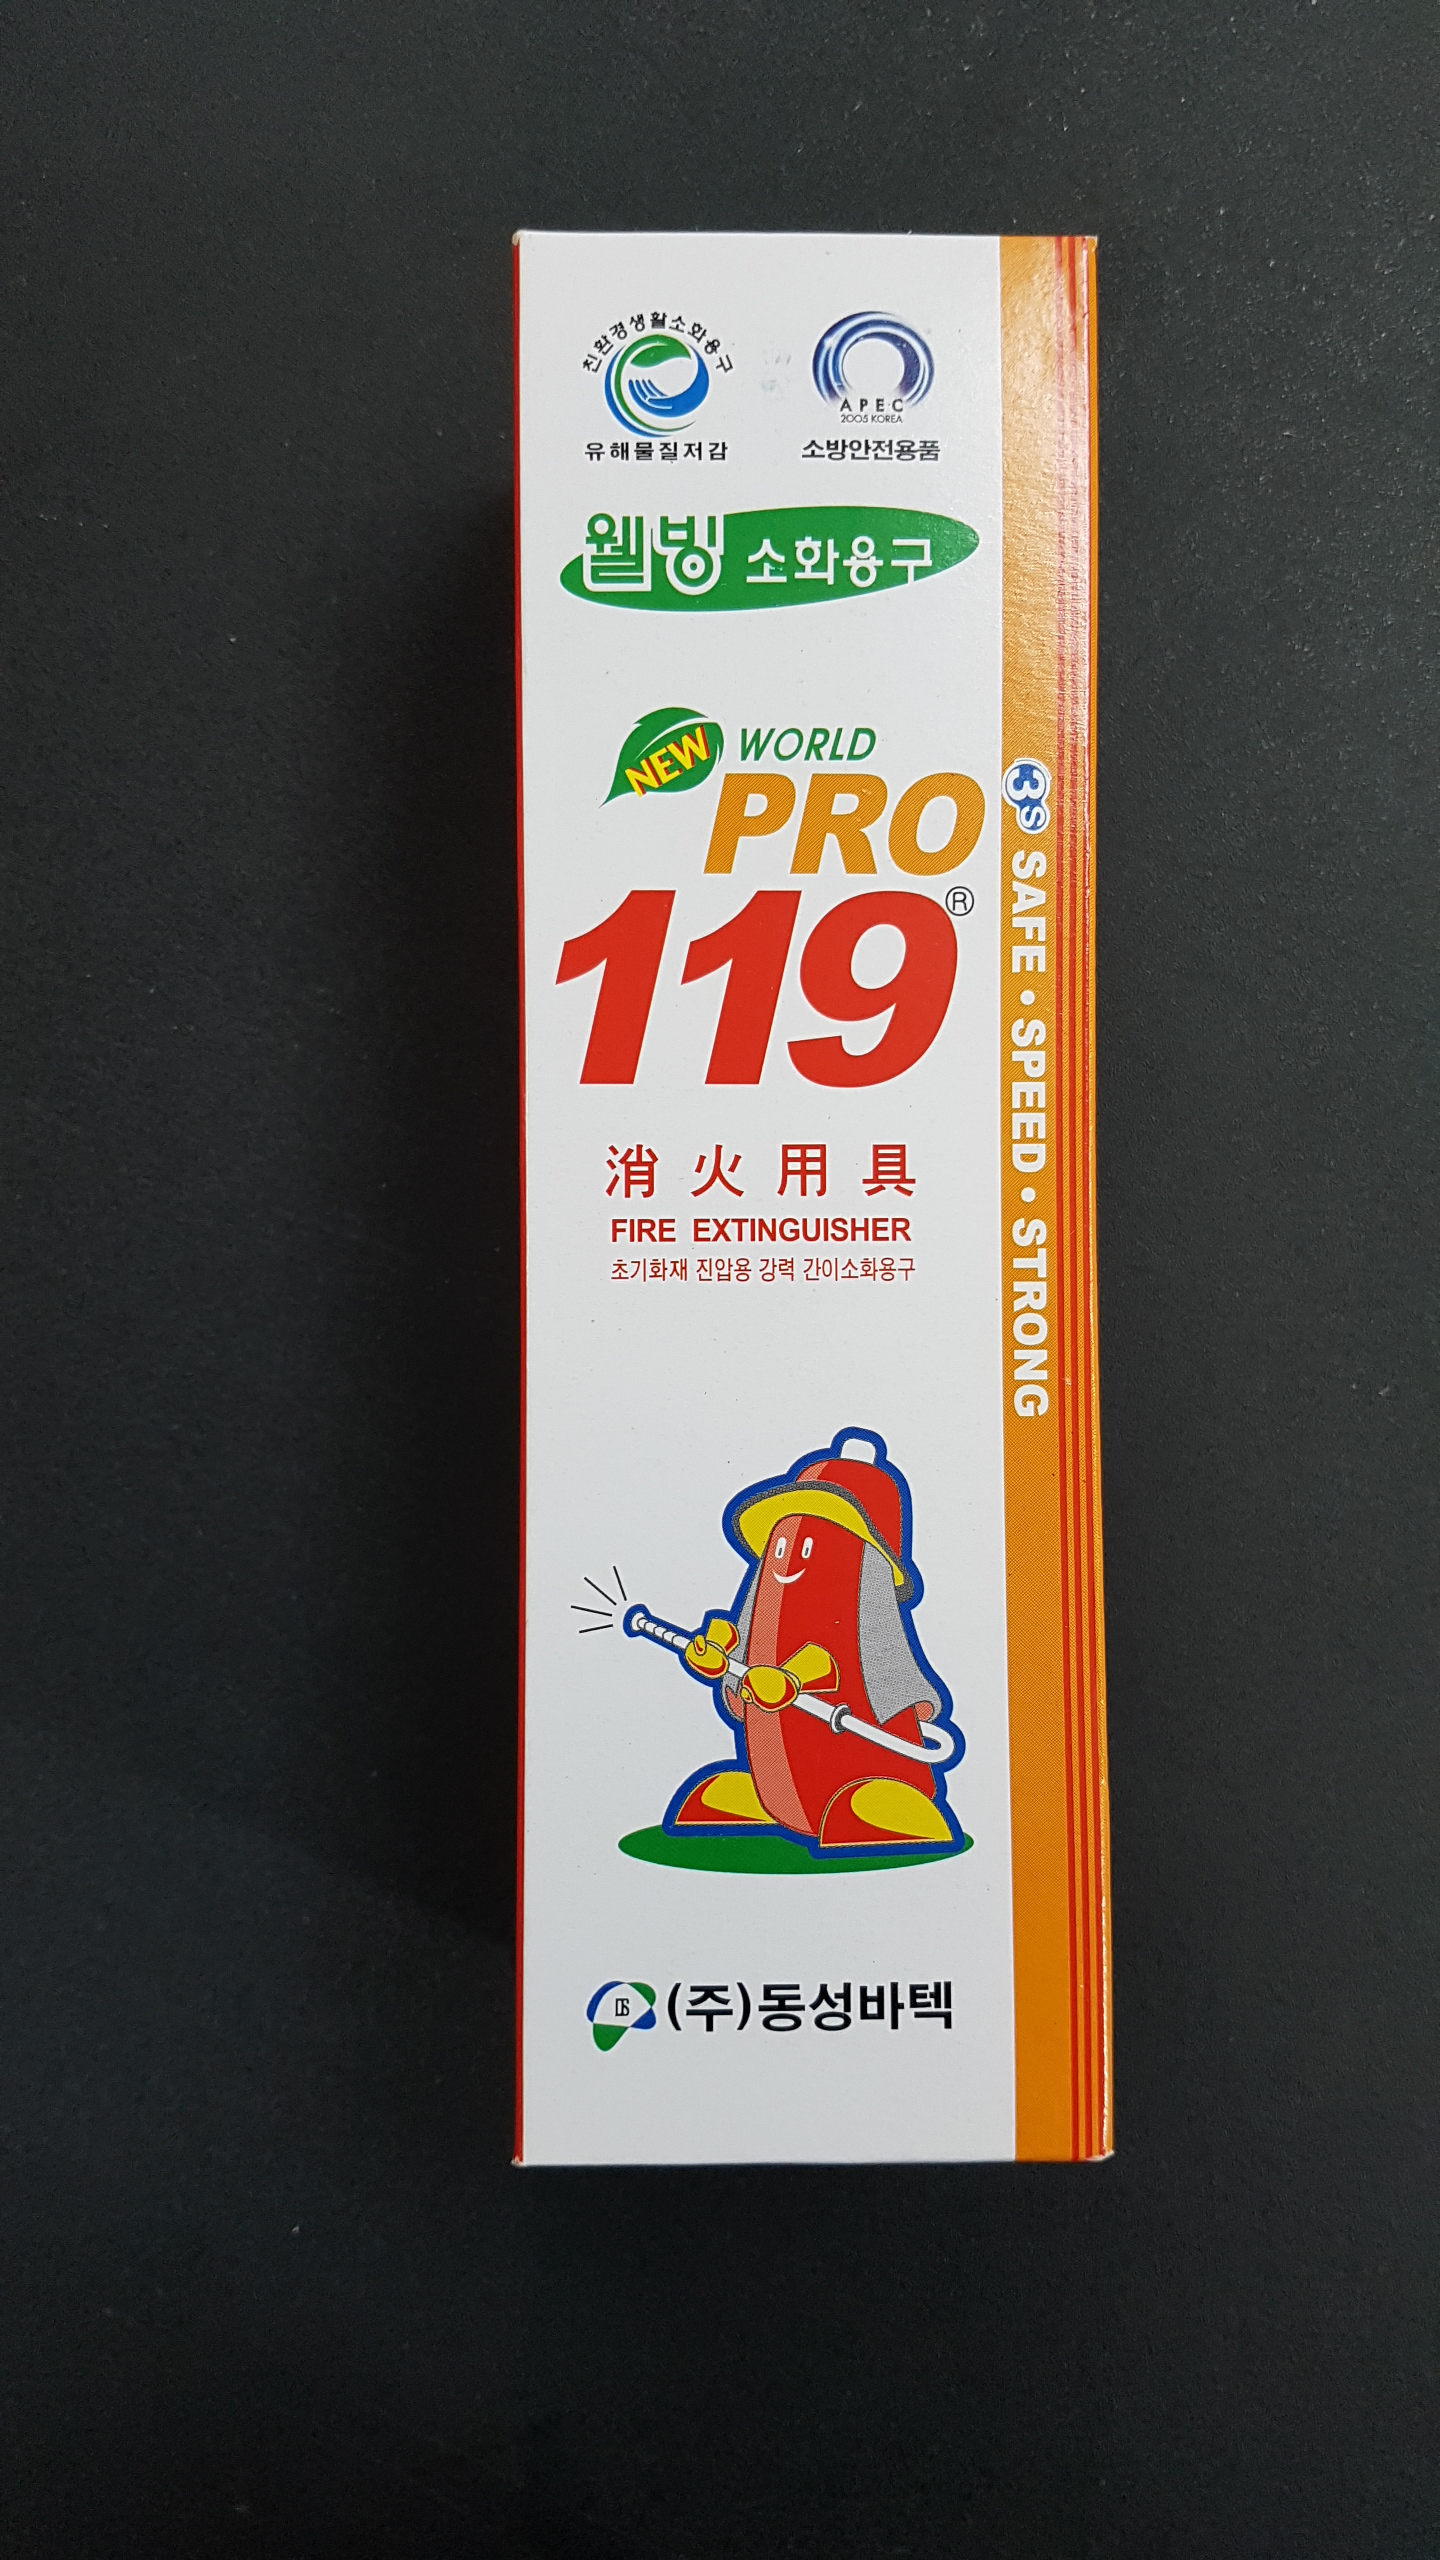 친환경생활소화용구
유해물질저감
APEC
2005 KOREA
소방안전용품
웰빙 소화용구
NEW WORLD
PRO
119®
消火用具
FIRE EXTINGUISHER
초기화재 진압용 강력 간이소화용구
3S SAFE · SPEED · STRONG
DS (주)동성바텍